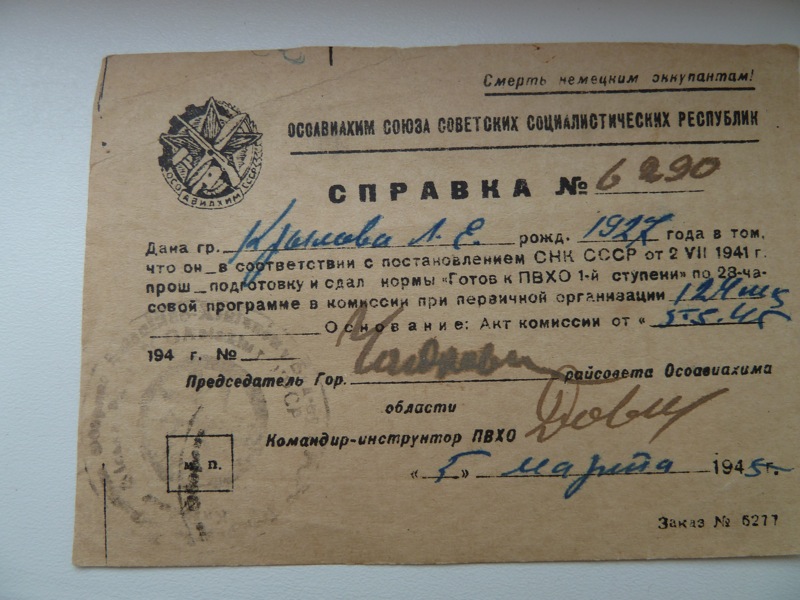 Смерть немецким оккупантам!
ОСОАВИАХИМ СОЮЗА СОВЕТСКИХ СОЦИАЛИСТИЧЕСКИХ РЕСПУБЛИК
ОСОАВИАХИМ СССР
СПРАВКА № 6290
Дана гр. Крылова Л. Е. рожд. 1927 года в том,
что он в соответствии с постановлением СНК СССР от 2 VII 1941 г.
прош подготовку и сдал нормы «Готов к ПВХО 1-й ступени» по 28-ча-
совой программе в комиссии при первичной организации 124
Основание: Акт комиссии от « 5.5.45
194 г. №
Председатель Гор. райсовета Осоавиахима
области
Командир-инструктор ПВХО
м. п.
« 5 » марта 1945 г.
Заказ № 5277